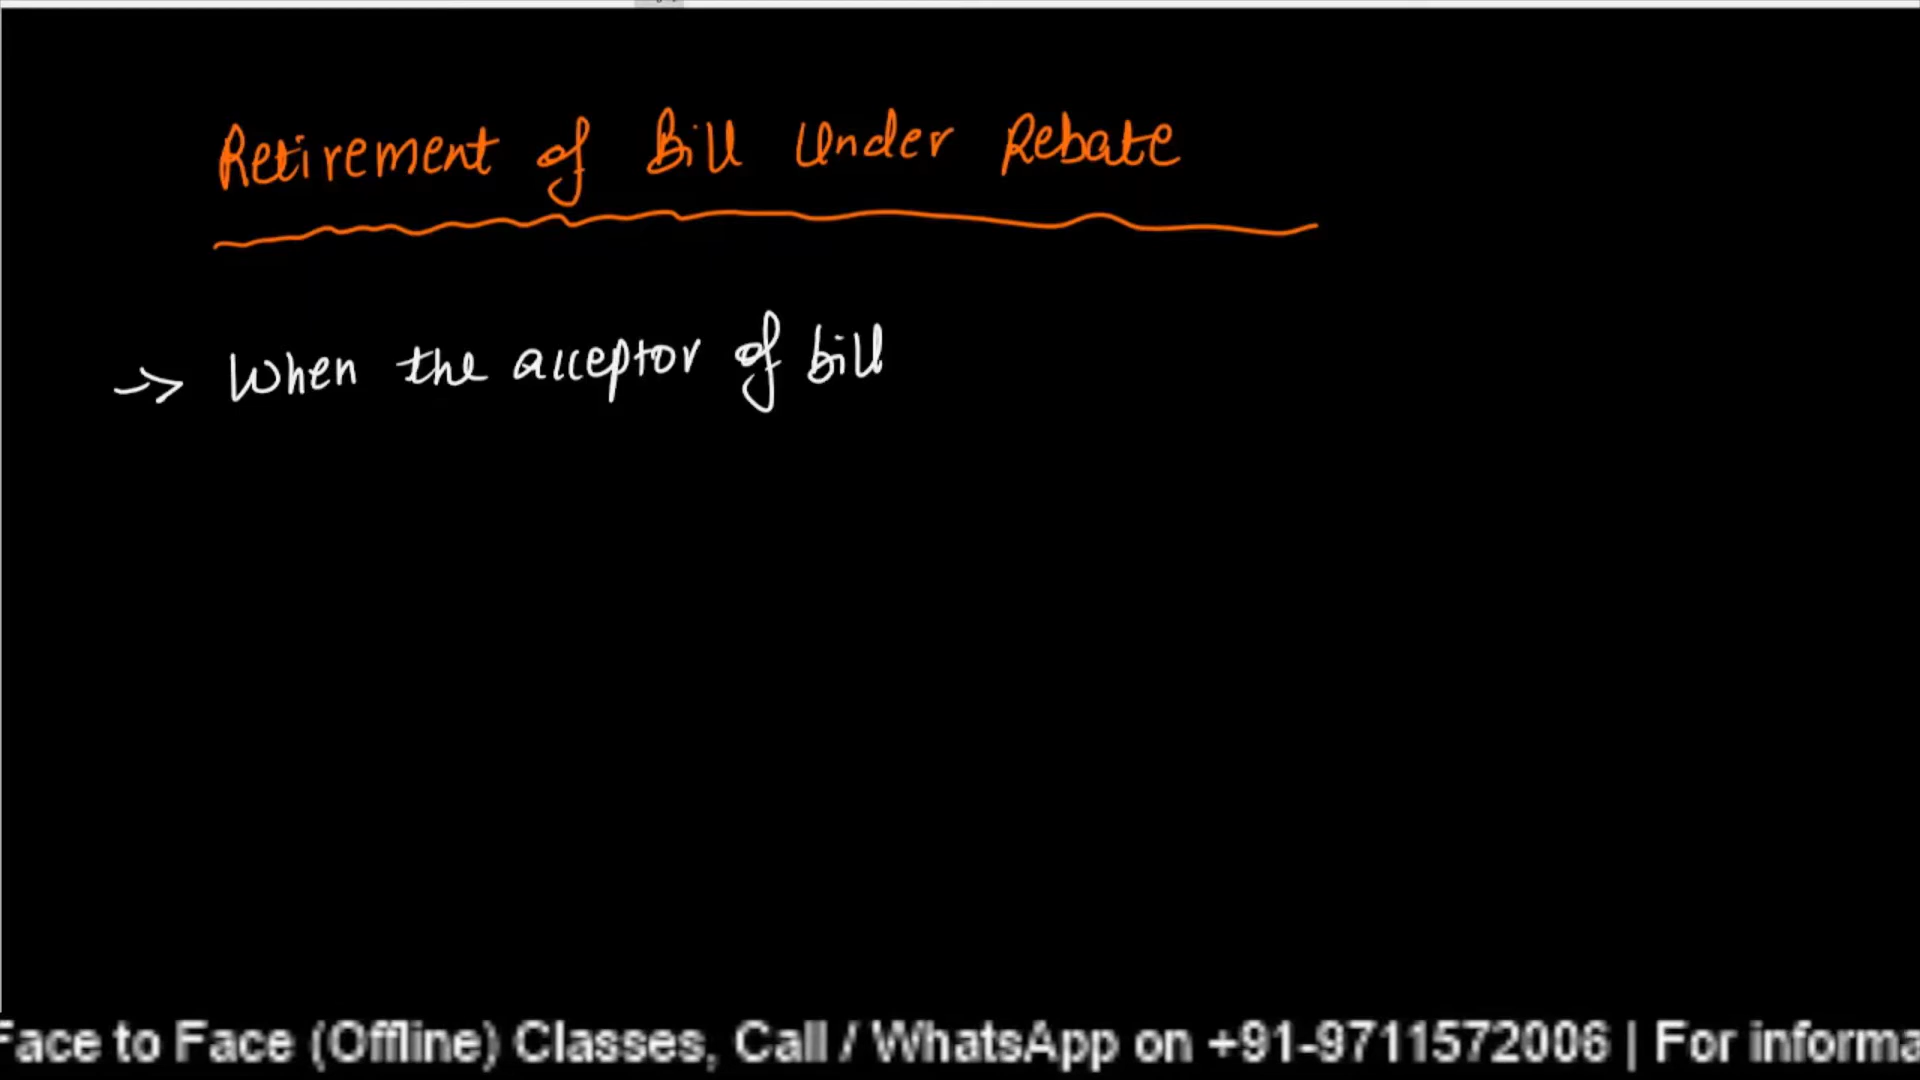 Retirement of Bill Under Rebate
->> When the acceptor of bill
Face to Face (Offline) Classes, Call / WhatsApp on +91-9711572006 | For informa